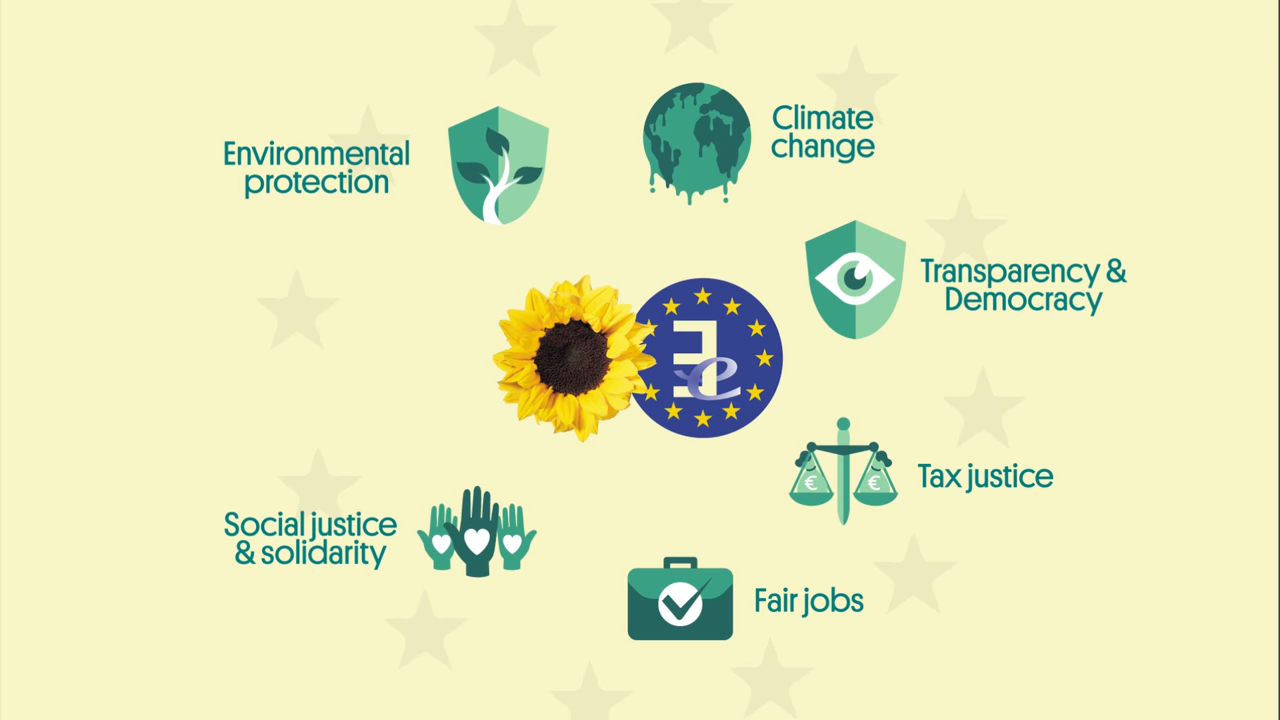 Climate
change
Environmental
protection
Transparency &
Democracy
E
e
€ €
Tax justice
Social justice
& solidarity
Fair jobs